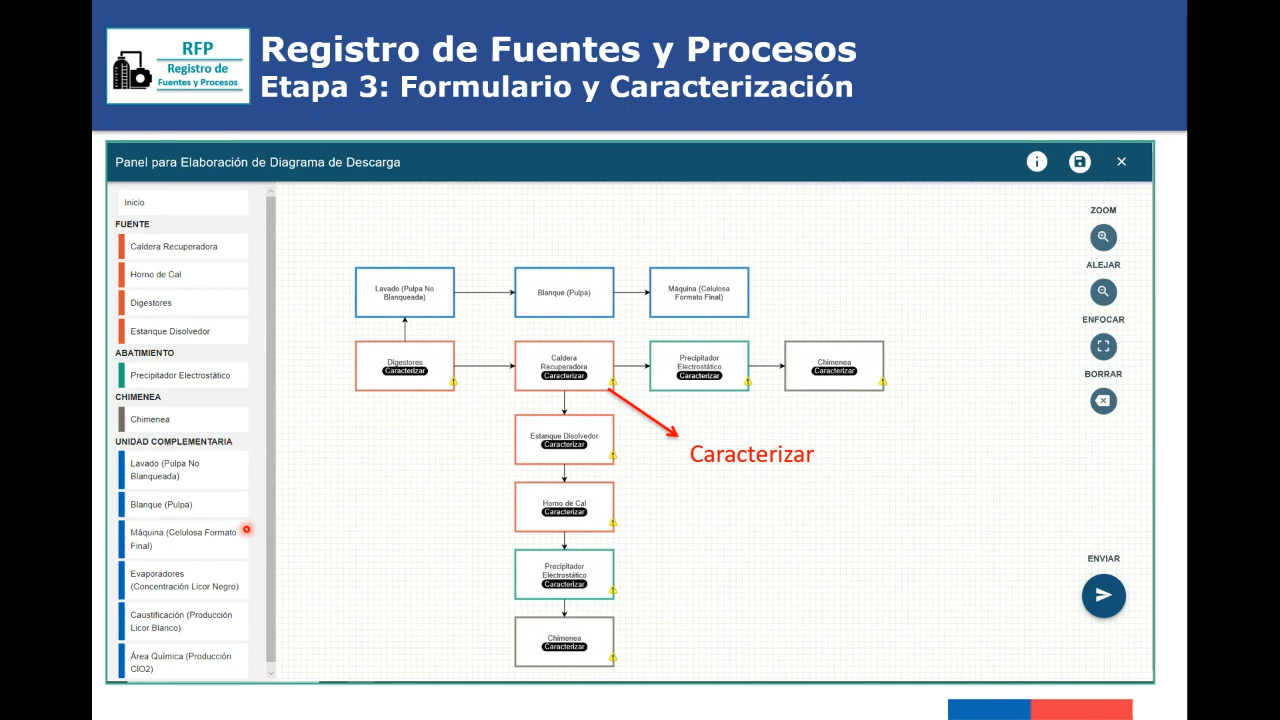 RFP
Registro de
Fuentes y Procesos
Registro de Fuentes y Procesos
Etapa 3: Formulario y Caracterización
Panel para Elaboración de Diagrama de Descarga
Inicio
FUENTE
Caldera Recuperadora
Horno de Cal
Digestores
Estanque Disolvedor
ABATIMIENTO
Precipitador Electrostático
CHIMENEA
Chimenea
UNIDAD COMPLEMENTARIA
Lavado (Pulpa No
Blanqueada)
Blanque (Pulpa)
Máquina (Celulosa Formato
Final)
Evaporadores
(Concentración Licor Negro)
Caustificación (Producción
Licor Blanco)
Área Química (Producción
ClO2)
Lavado (Pulpa No
Blanqueada)
Blanque (Pulpa)
Máquina (Celulosa
Formato Final)
Digestores
Caracterizar
Caldera
Recuperadora
Caracterizar
Precipitador
Electrostático
Caracterizar
Chimenea
Caracterizar
Estanque Disolvedor
Caracterizar
Caracterizar
Horno de Cal
Caracterizar
Precipitador
Electrostático
Caracterizar
Chimenea
Caracterizar
ZOOM
ALEJAR
ENFOCAR
BORRAR
ENVIAR